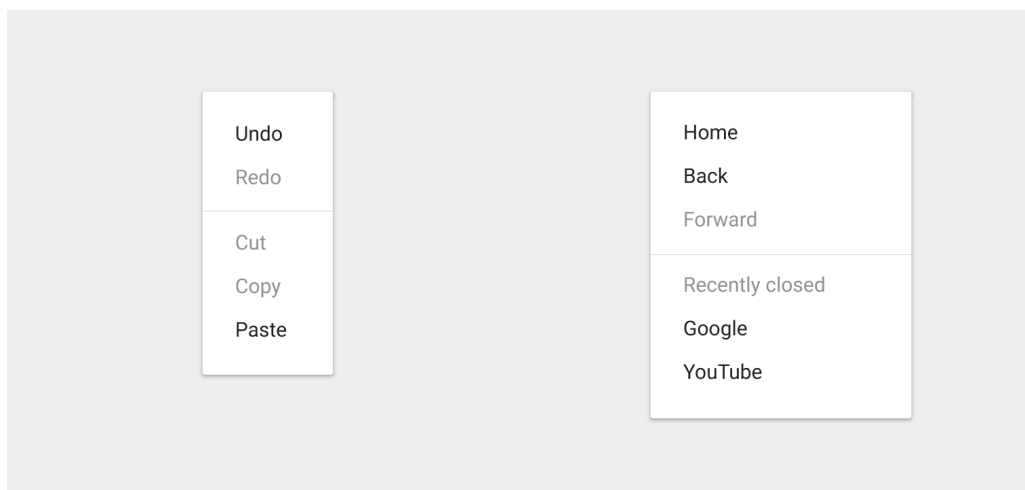 Undo
Redo
Cut
Copy
Paste
Home
Back
Forward
Recently closed
Google
YouTube